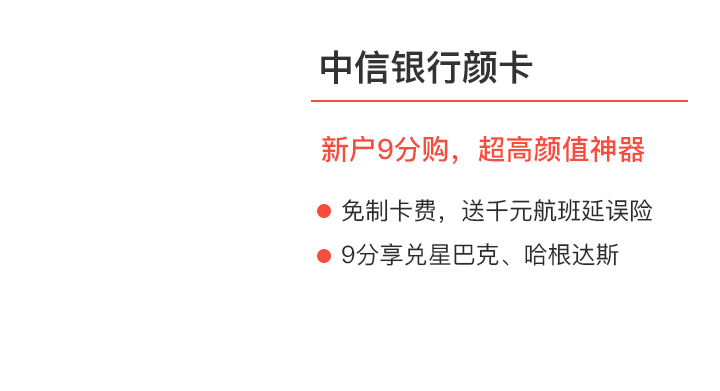 中信银行颜卡
新户9分购，超高颜值神器
免制卡费，送千元航班延误险
9分享兑星巴克、哈根达斯